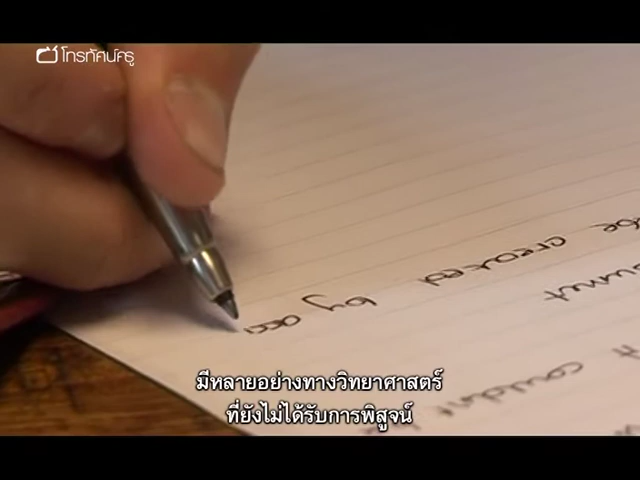 โทรทัศน์ครู
be created by acci
couldn't be
มีหลายอย่างทางวิทยาศาสตร์
ที่ยังไม่ได้รับการพิสูจน์